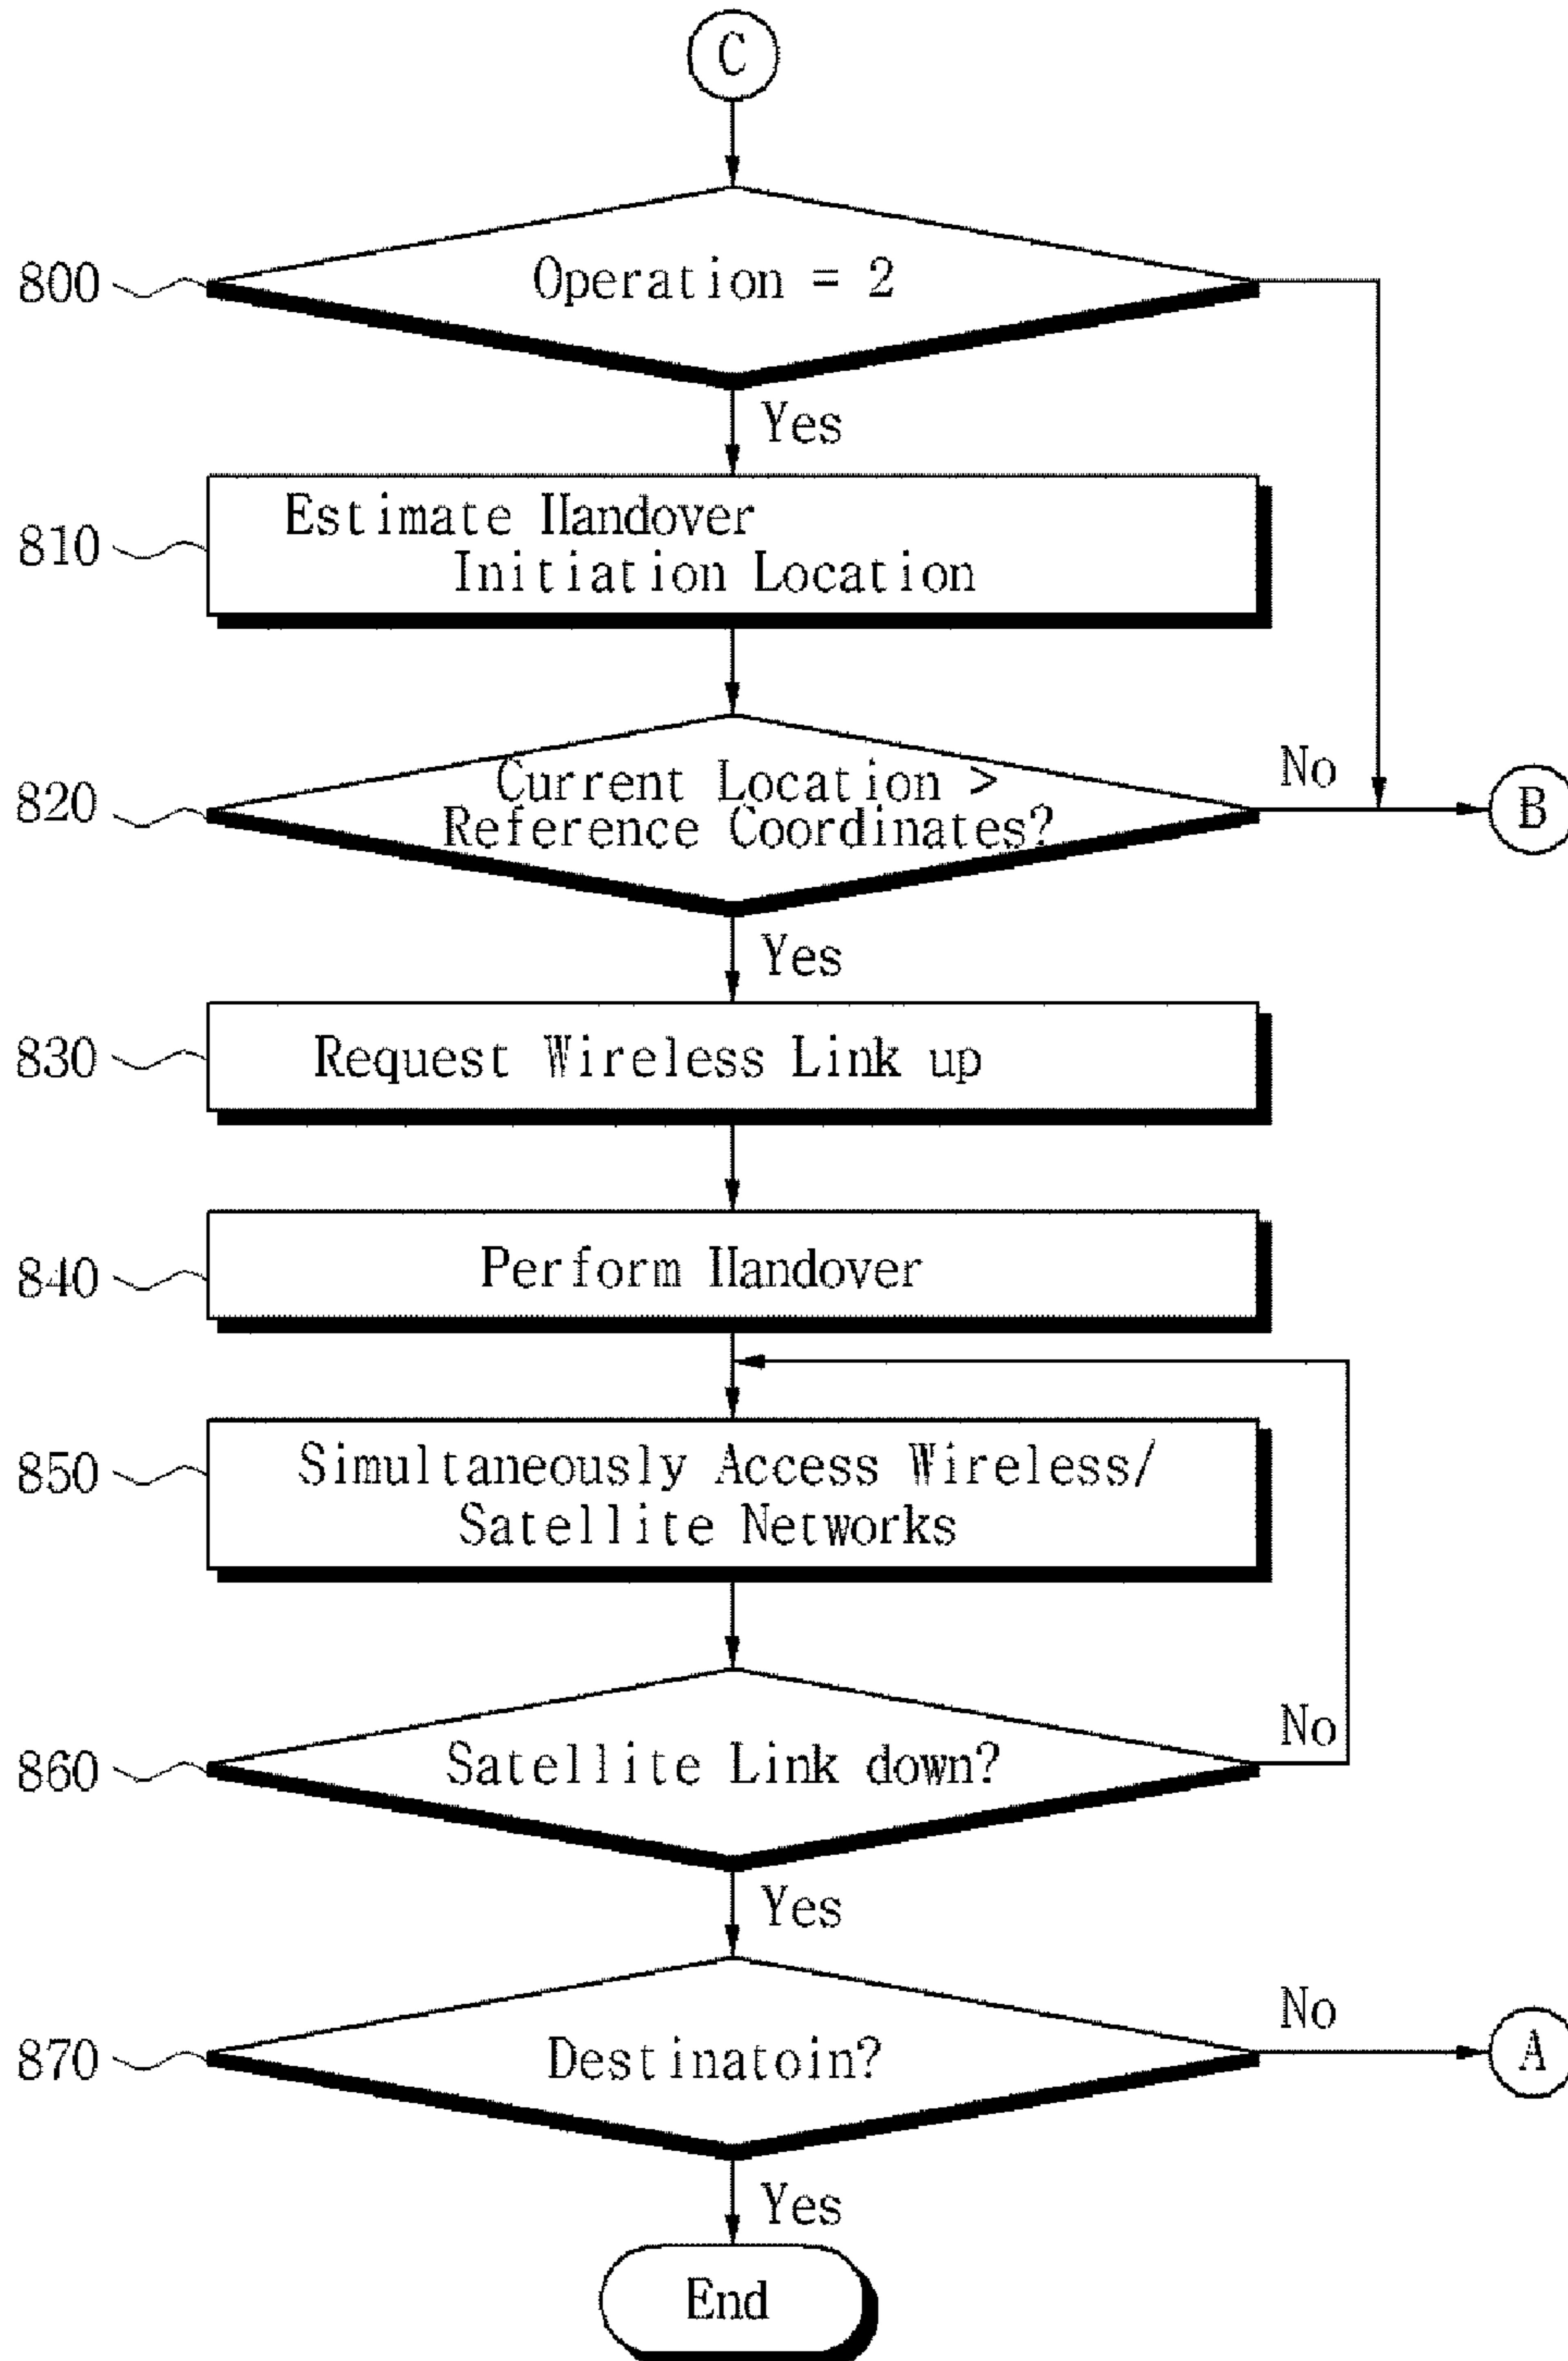 C
800
Operation = 2
Yes
810
Estimate Handover
Initiation Location
820
Current Location >
Reference Coordinates?
No
B
Yes
830
Request Wireless Link up
840
Perform Handover
850
Simultaneously Access Wireless/
Satellite Networks
860
Satellite Link down?
No
Yes
870
Destinatoin?
No
A
Yes
End